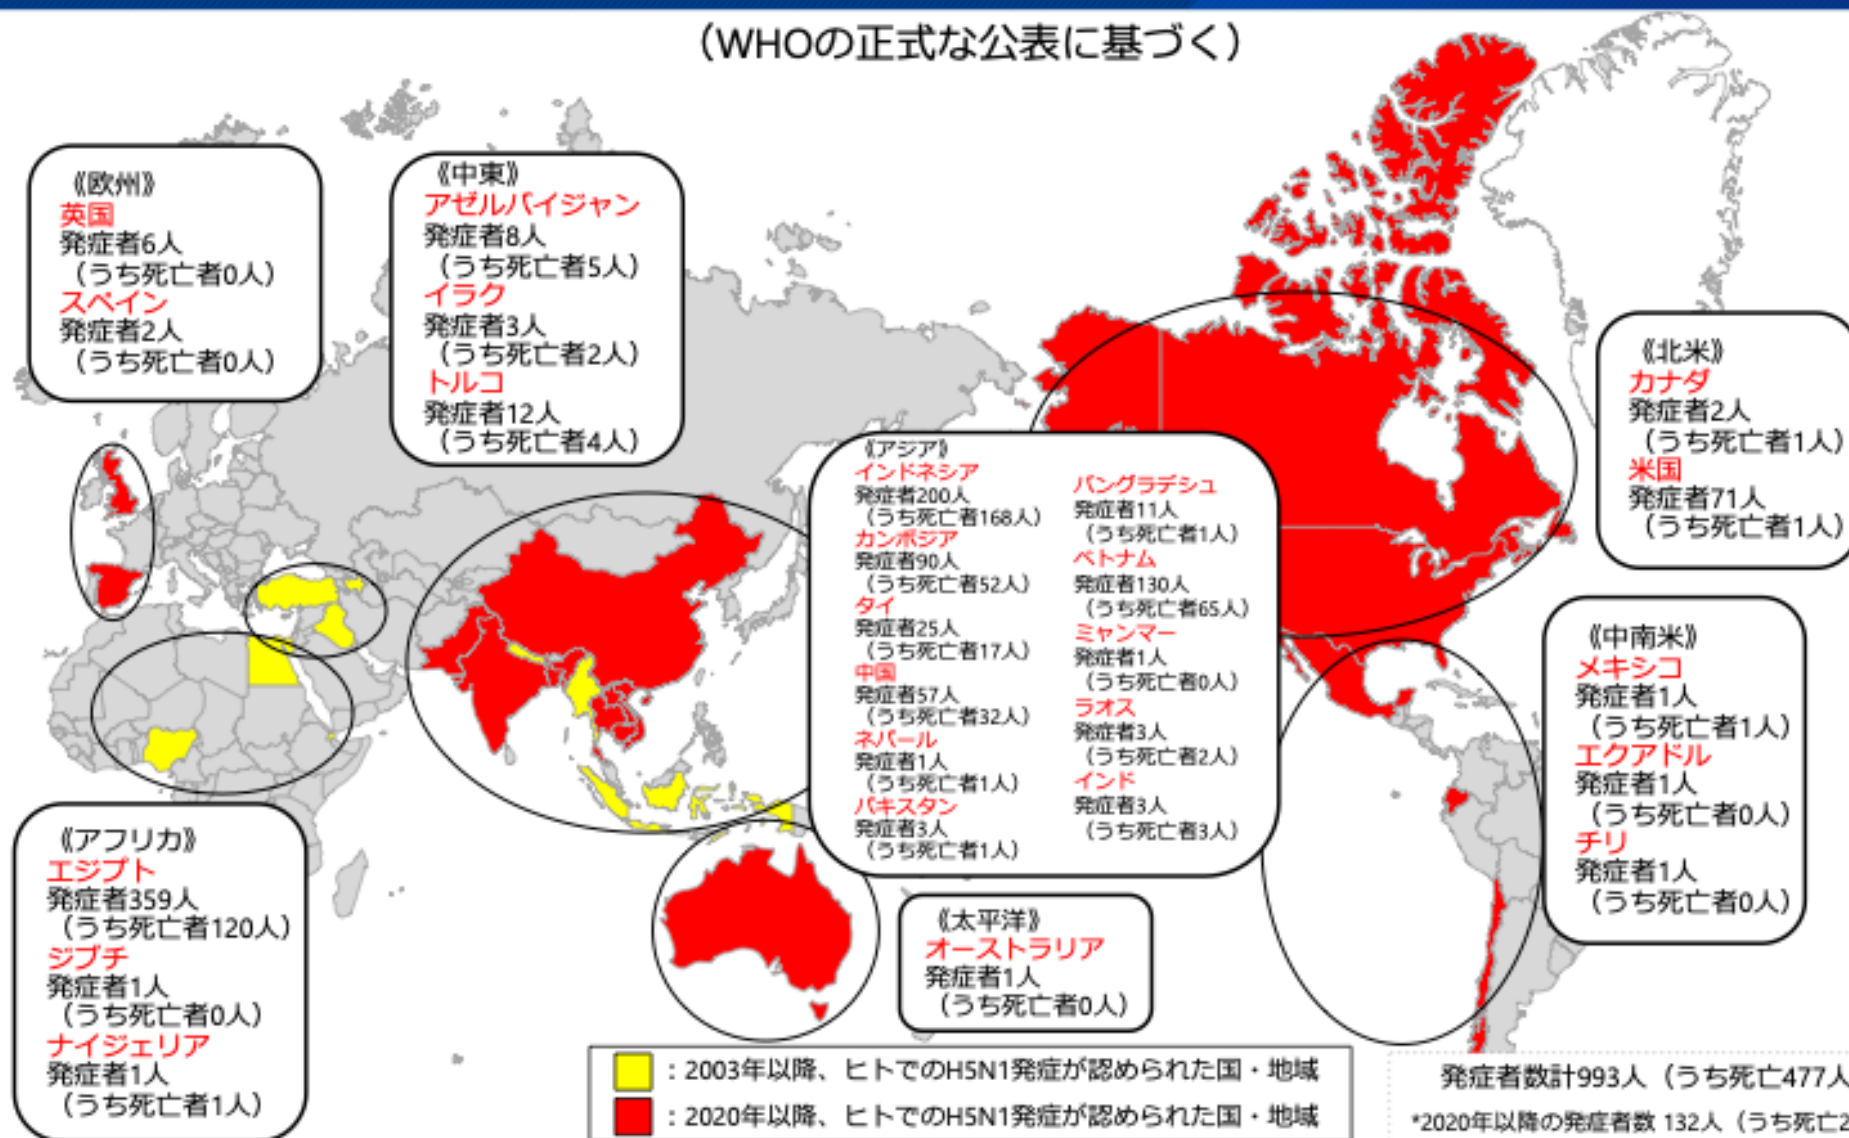 （WHOの正式な公表に基づく）
《欧州》
英国
発症者6人
（うち死亡者0人）
スペイン
発症者2人
（うち死亡者0人）
《中東》
アゼルバイジャン
発症者8人
（うち死亡者5人）
イラク
発症者3人
（うち死亡者2人）
トルコ
発症者12人
（うち死亡者4人）
《アジア》
インドネシア
発症者200人
（うち死亡者168人）
カンボジア
発症者90人
（うち死亡者52人）
タイ
発症者25人
（うち死亡者17人）
中国
発症者57人
（うち死亡者32人）
ネパール
発症者1人
（うち死亡者1人）
パキスタン
発症者3人
（うち死亡者1人）
バングラデシュ
発症者11人
（うち死亡者1人）
ベトナム
発症者130人
（うち死亡者65人）
ミャンマー
発症者1人
（うち死亡者0人）
ラオス
発症者3人
（うち死亡者2人）
インド
発症者3人
（うち死亡者3人）
《北米》
カナダ
発症者2人
（うち死亡者1人）
米国
発症者71人
（うち死亡者1人）
《中南米》
メキシコ
発症者1人
（うち死亡者1人）
エクアドル
発症者1人
（うち死亡者0人）
チリ
発症者1人
（うち死亡者0人）
《アフリカ》
エジプト
発症者359人
（うち死亡者120人）
ジブチ
発症者1人
（うち死亡者0人）
ナイジェリア
発症者1人
（うち死亡者1人）
《太平洋》
オーストラリア
発症者1人
（うち死亡者0人）
：2003年以降、ヒトでのH5N1発症が認められた国・地域
：2020年以降、ヒトでのH5N1発症が認められた国・地域
発症者数計993人（うち死亡477人
*2020年以降の発症者数 132人（うち死亡2